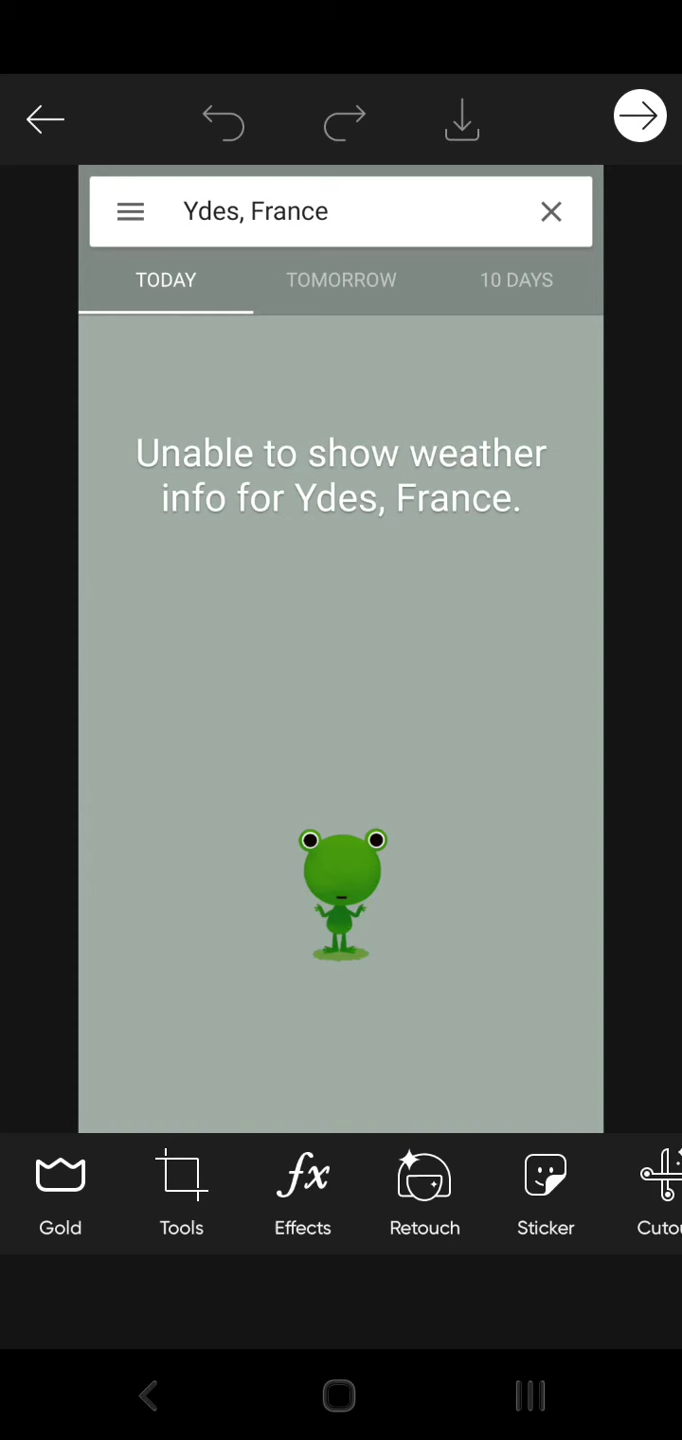 Ydes, France
TODAY TOMORROW 10 DAYS
Unable to show weather
info for Ydes, France.
Gold Tools Effects Retouch Sticker Cutou